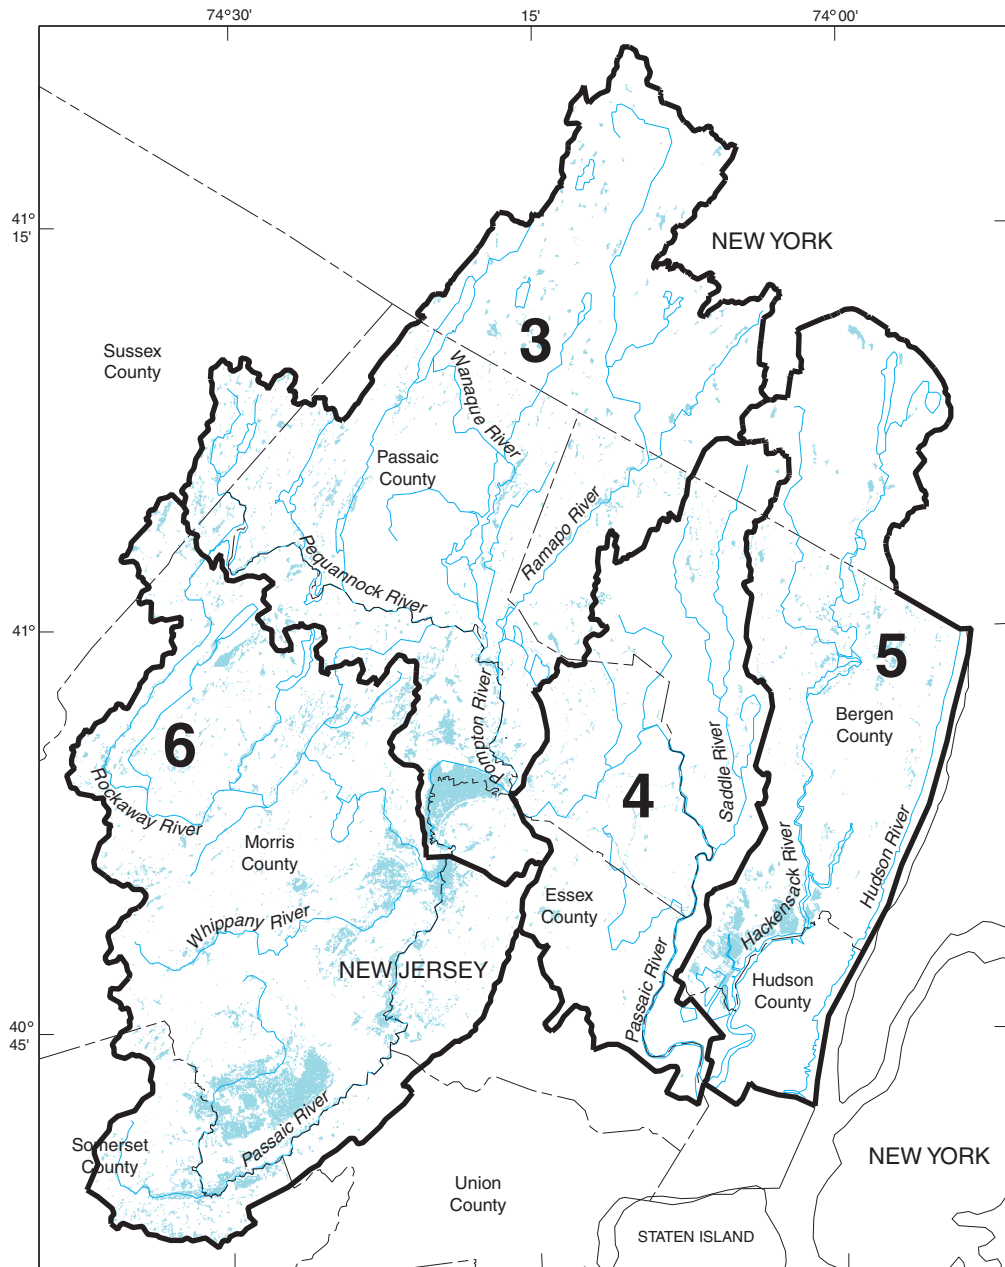 74°30'
15'
74°00'
41°
15'
NEW YORK
3
Sussex
County
Wanaque River
Passaic
County
Ramapo River
Pequannock River
41°
5
6
Pompton River
Bergen
County
Saddle River
4
Rockaway River
Morris
County
Hackensack River
Hudson River
Essex
County
Whippany River
NEW JERSEY
Passaic River
Hudson
County
40°
45'
Passaic River
Somerset
County
NEW YORK
Union
County
STATEN ISLAND